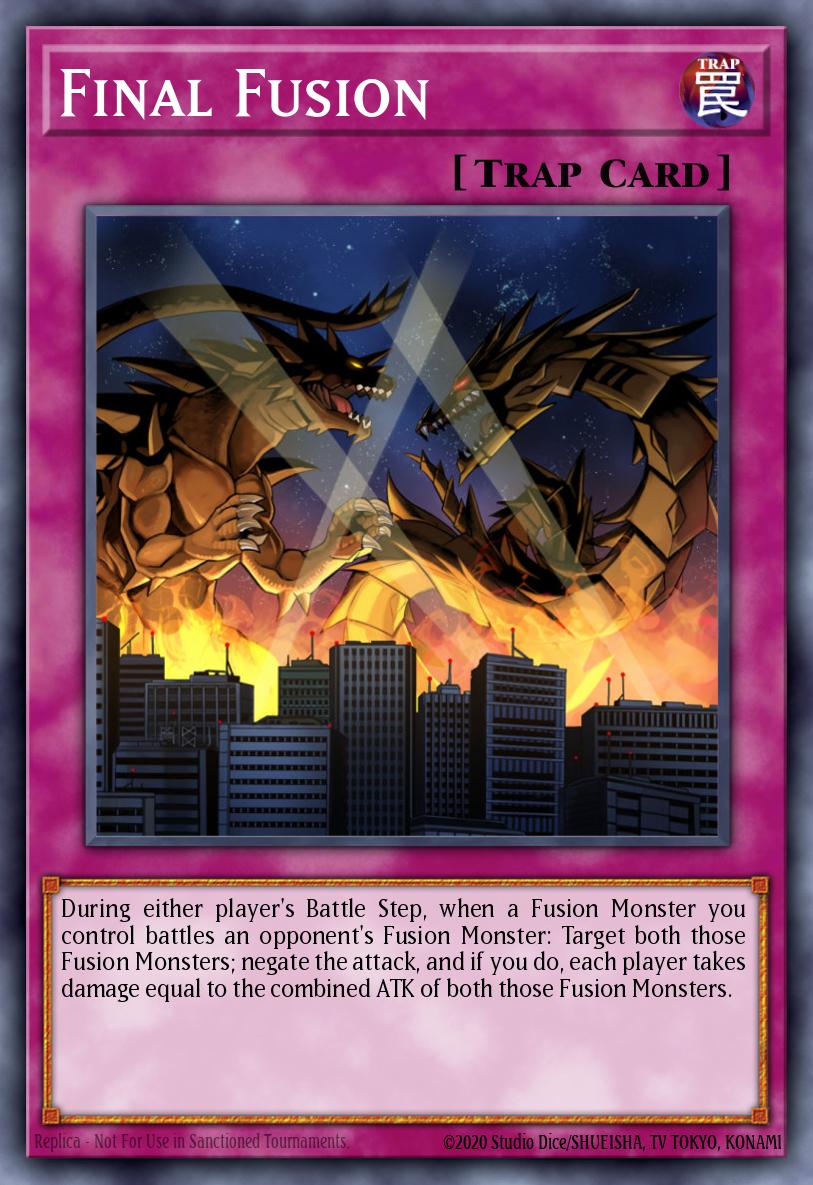 Final Fusion
TRAP
罠
[Trap Card]
During either player's Battle Step, when a Fusion Monster you
control battles an opponent's Fusion Monster: Target both those
Fusion Monsters; negate the attack, and if you do, each player takes
damage equal to the combined ATK of both those Fusion Monsters.
Replica - Not For Use in Sanctioned Tournaments.
©2020 Studio Dice/SHUEISHA, TV TOKYO, KONAMI